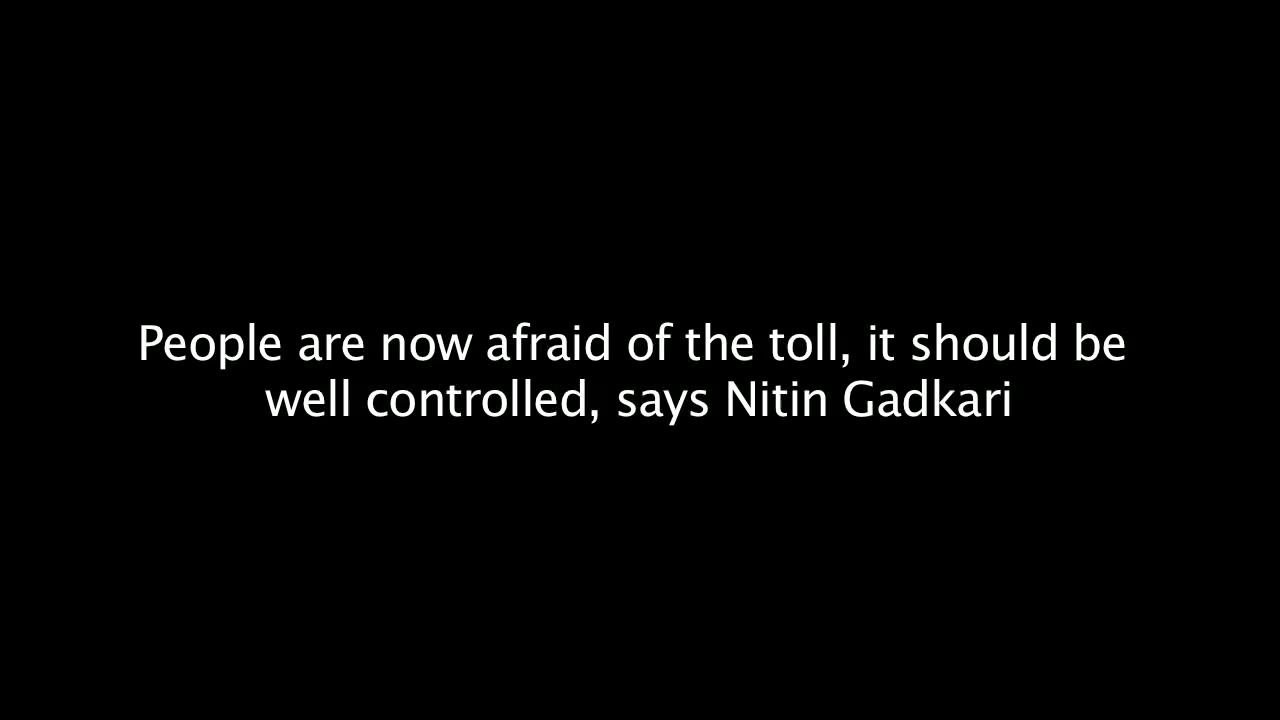 People are now afraid of the toll, it should be
well controlled, says Nitin Gadkari